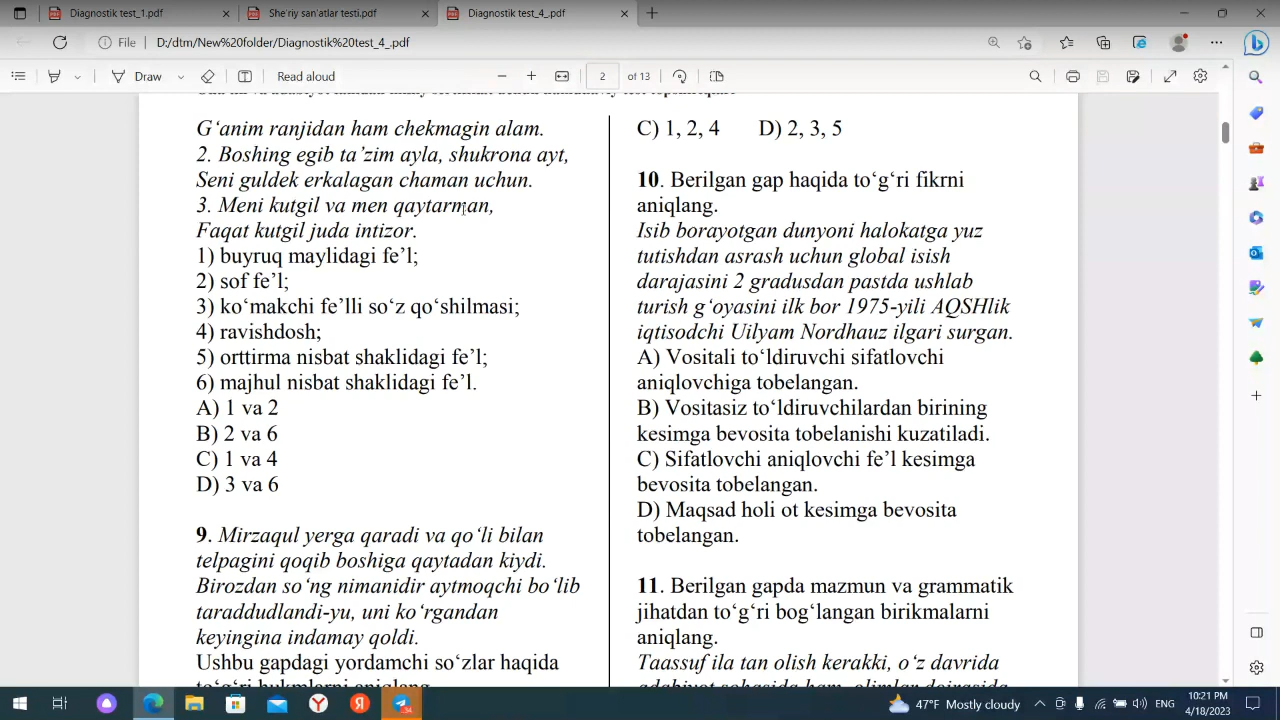 Diagnostik test_1.pdf
She'riy san'atlar testi.pdf
Diagnostik test_4_.pdf
File
D:/dtm/New%20folder/Diagnostik%20test_4_.pdf
Draw
Read aloud
2
of 13
G‘anim ranjidan ham chekmagin alam.
2. Boshing egib ta’zim ayla, shukrona ayt,
Seni guldek erkalagan chaman uchun.
3. Meni kutgil va men qaytarman,
Faqat kutgil juda intizor.
1) buyruq maylidagi fe’l;
2) sof fe’l;
3) ko‘makchi fe’lli so‘z qo‘shilmasi;
4) ravishdosh;
5) orttirma nisbat shaklidagi fe’l;
6) majhul nisbat shaklidagi fe’l.
A) 1 va 2
B) 2 va 6
C) 1 va 4
D) 3 va 6
9. Mirzaqul yerga qaradi va qo‘li bilan
telpagini qoqib boshiga qaytadan kiydi.
Birozdan so‘ng nimanidir aytmoqchi bo‘lib
taraddudlandi-yu, uni ko‘rgandan
keyingina indamay qoldi.
Ushbu gapdagi yordamchi so‘zlar haqida
to‘g‘ri hukmlarni aniqlang.
C) 1, 2, 4 D) 2, 3, 5
10. Berilgan gap haqida to‘g‘ri fikrni
aniqlang.
Isib borayotgan dunyoni halokatga yuz
tutishdan asrash uchun global isish
darajasini 2 gradusdan pastda ushlab
turish g‘oyasini ilk bor 1975-yili AQSHlik
iqtisodchi Uilyam Nordhauz ilgari surgan.
A) Vositali to‘ldiruvchi sifatlovchi
aniqlovchiga tobelangan.
B) Vositasiz to‘ldiruvchilardan birining
kesimga bevosita tobelanishi kuzatiladi.
C) Sifatlovchi aniqlovchi fe’l kesimga
bevosita tobelangan.
D) Maqsad holi ot kesimga bevosita
tobelangan.
11. Berilgan gapda mazmun va grammatik
jihatdan to‘g‘ri bog‘langan birikmalarni
aniqlang.
Taassuf ila tan olish kerakki, o‘z davrida
adabiyot sohasida ham, olimlar doirasida
47°F Mostly cloudy
ENG
10:21 PM
4/18/2023